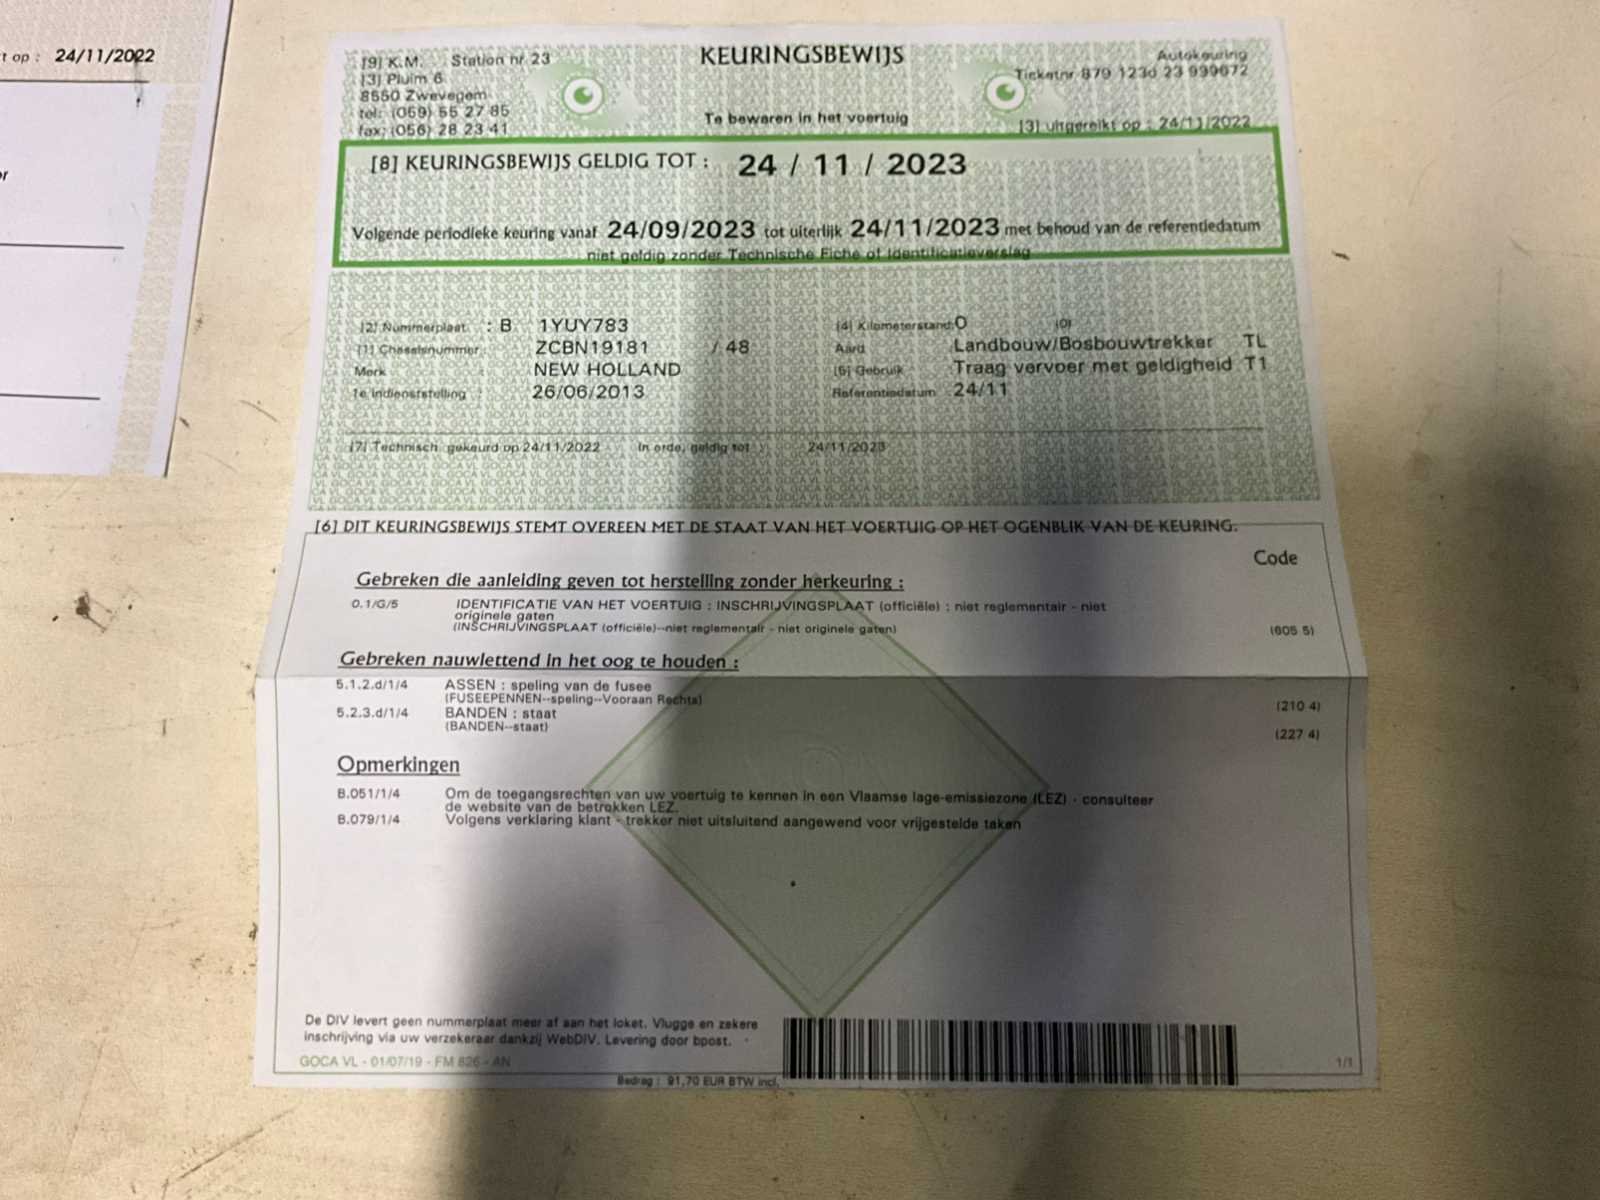 t op : 24/11/2022
or
[9] K.M. Station nr 23
[3] Pluim 6
8550 Zwevegem
tel: (059) 55 27 85
fax: (056) 28 23 41
KEURINGSBEWIJS
Te bewaren in het voertuig
Autokeuring
Ticketnr 879 123d 23 999672
[3] uitgereikt op : 24/11/2022
[8] KEURINGSBEWIJS GELDIG TOT : 24 / 11 / 2023
Volgende periodieke keuring vanaf 24/09/2023 tot uiterlijk 24/11/2023 met behoud van de referentiedatum
niet geldig zonder Technische Fiche of Identificatieverslag
[2] Nummerplaat : B 1YUY783 [4] Kilometerstand: 0 (0)
[1] Chassisnummer : ZCBN19181 / 48 Aard Landbouw/Bosbouwtrekker TL
Merk : NEW HOLLAND [5] Gebruik Traag vervoer met geldigheid T1
1e indienststelling : 26/06/2013 Referentiedatum 24/11
[7] Technisch gekeurd op 24/11/2022 In orde, geldig tot : 24/11/2023
[6] DIT KEURINGSBEWIJS STEMT OVEREEN MET DE STAAT VAN HET VOERTUIG OP HET OGENBLIK VAN DE KEURING.
Code
Gebreken die aanleiding geven tot herstelling zonder herkeuring :
0.1/G/5 IDENTIFICATIE VAN HET VOERTUIG : INSCHRIJVINGSPLAAT (officiële) : niet reglementair - niet
originele gaten
(INSCHRIJVINGSPLAAT (officiële)--niet reglementair - niet originele gaten) (605 5)
Gebreken nauwlettend in het oog te houden :
5.1.2.d/1/4 ASSEN : speling van de fusee
(FUSEEPENNEN--speling--Vooraan Rechts) (210 4)
5.2.3.d/1/4 BANDEN : staat
(BANDEN--staat) (227 4)
Opmerkingen
B.051/1/4 Om de toegangsrechten van uw voertuig te kennen in een Vlaamse lage-emissiezone (LEZ) - consulteer
de website van de betrokken LEZ.
B.079/1/4 Volgens verklaring klant - trekker niet uitsluitend aangewend voor vrijgestelde taken
De DIV levert geen nummerplaat meer af aan het loket. Vlugge en zekere
inschrijving via uw verzekeraar dankzij WebDIV. Levering door bpost.
GOCA VL - 01/07/19 - FM 826 - AN
Bedrag : 91,70 EUR BTW incl.
1/1